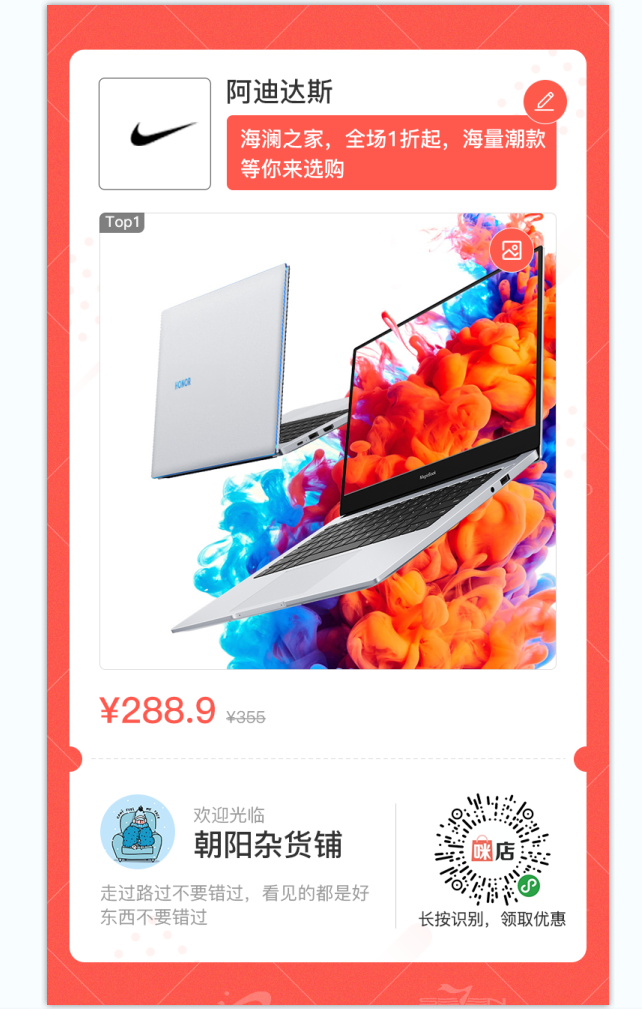 阿迪达斯
海澜之家，全场1折起，海量潮款
等你来选购
Top1
HONOR
MagicBook
¥288.9 ¥355
欢迎光临
朝阳杂货铺
走过路过不要错过，看见的都是好
东西不要错过
咪店
长按识别，领取优惠